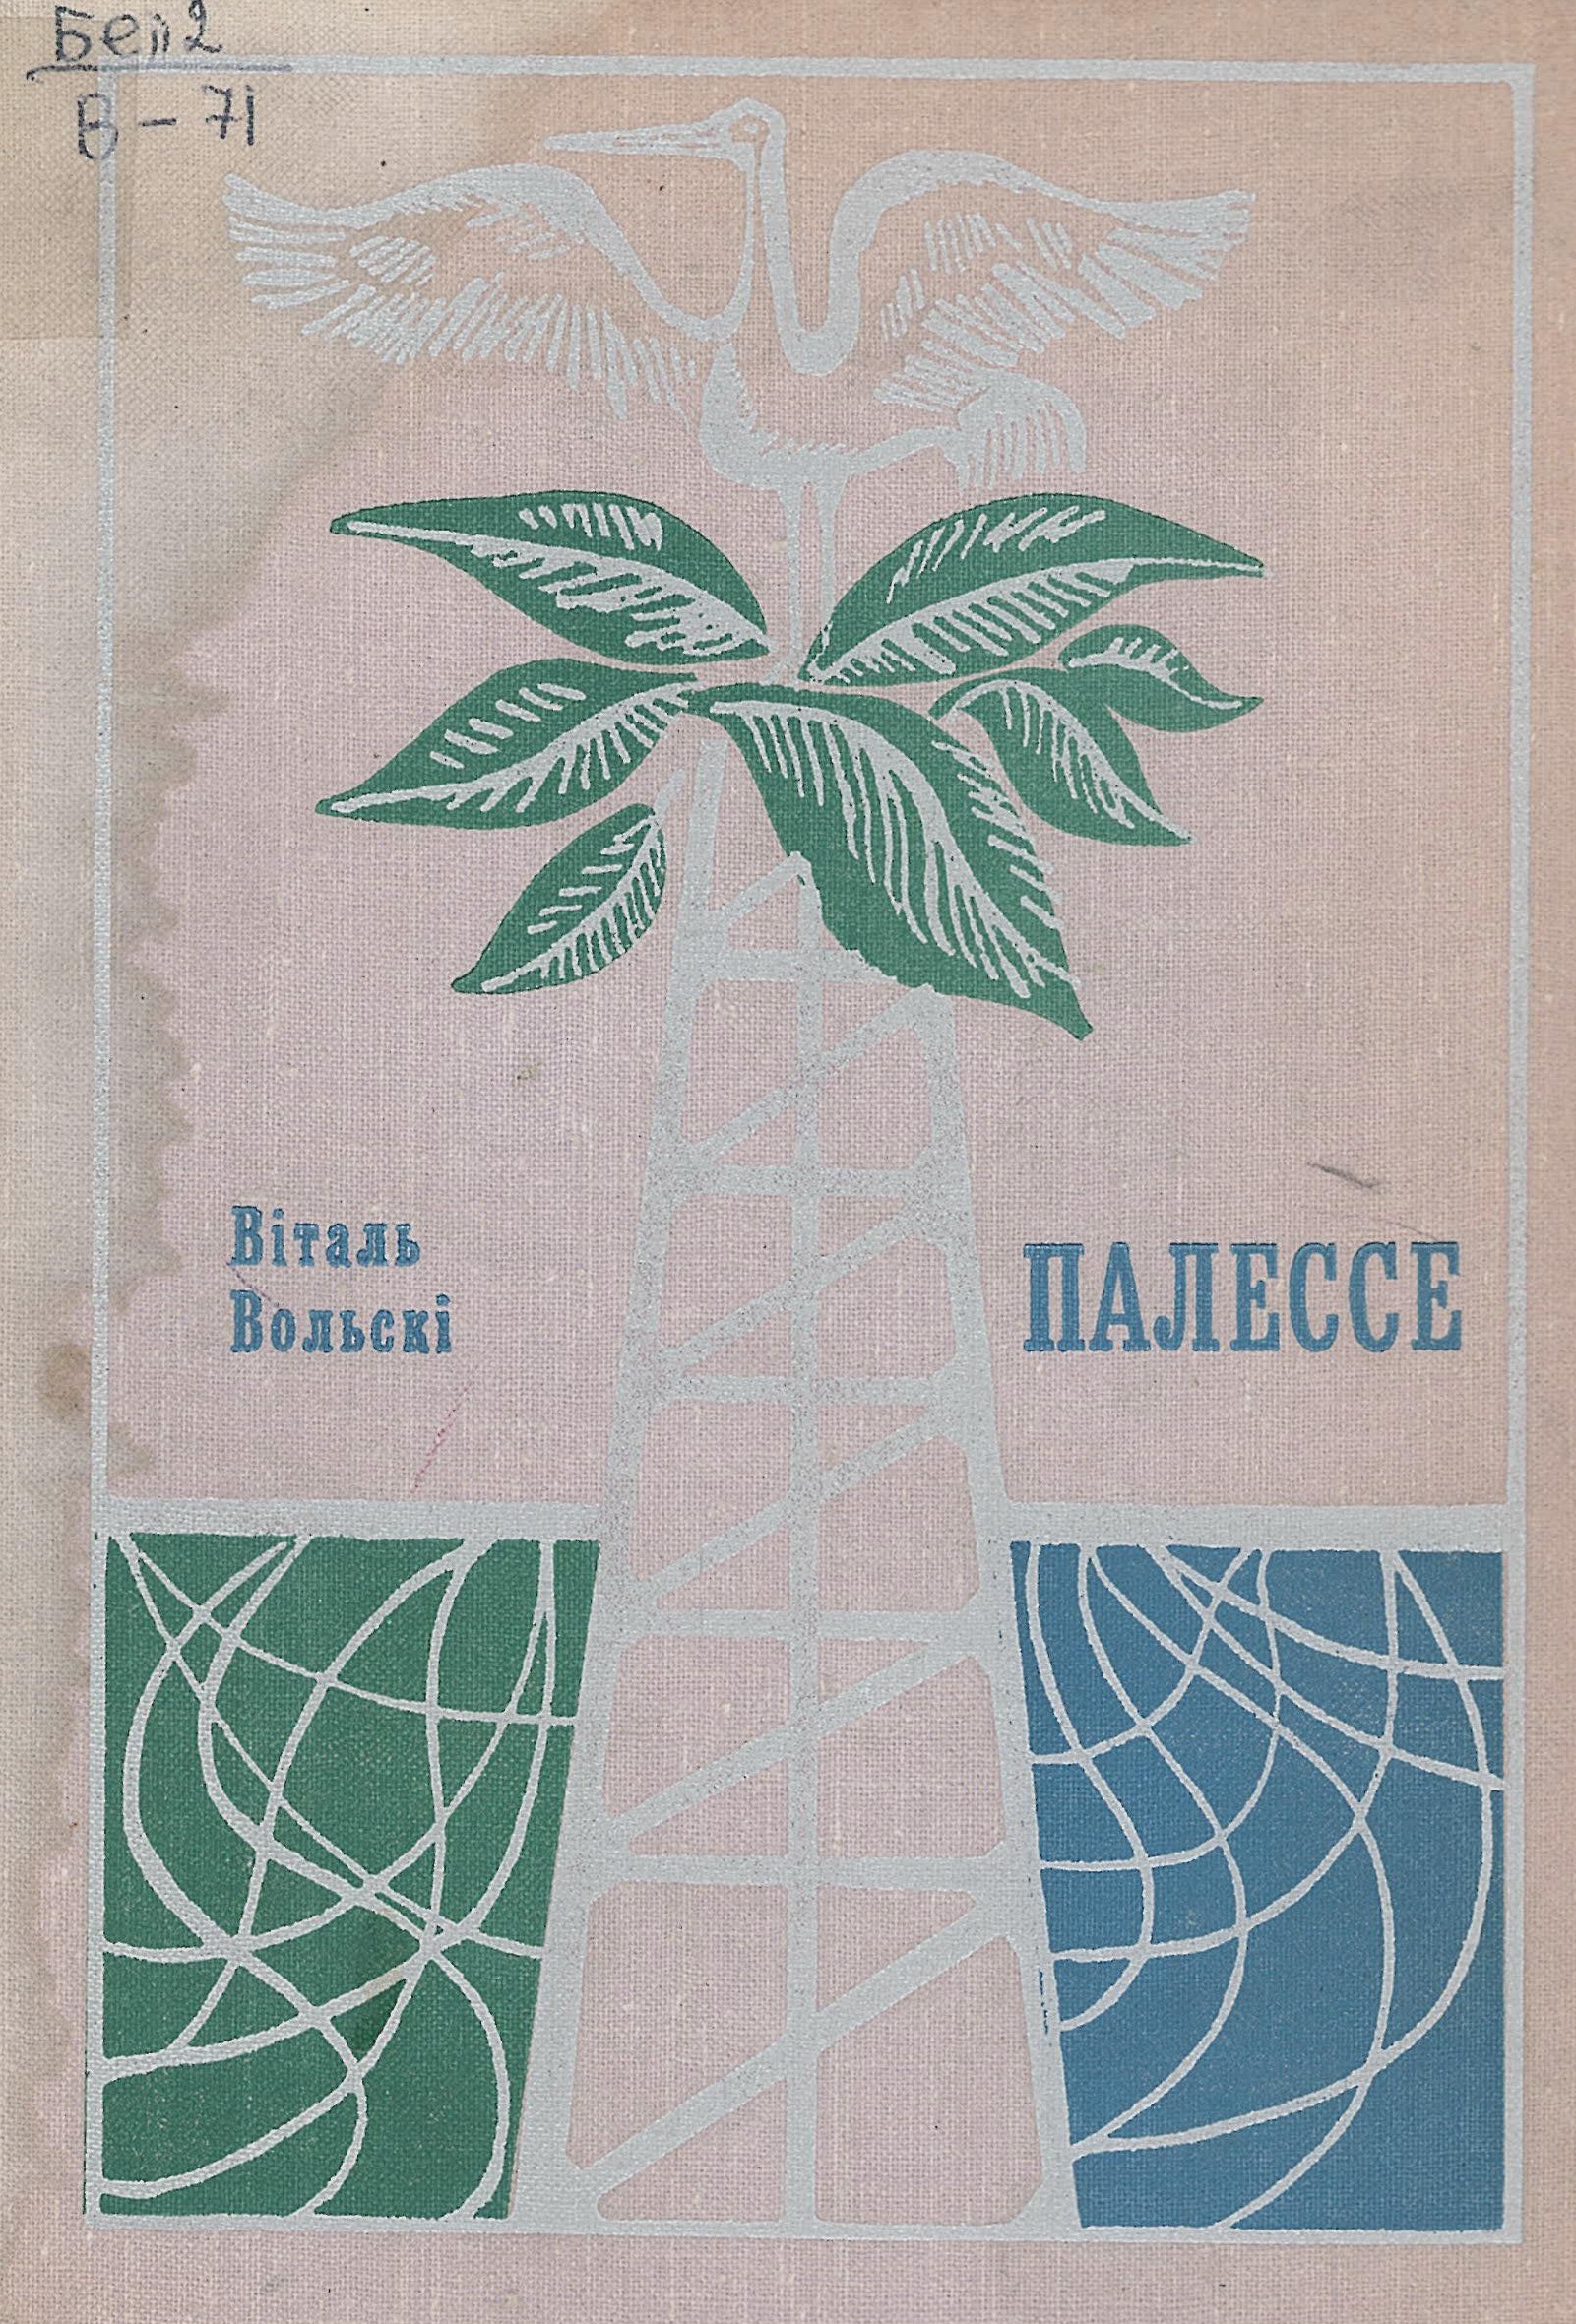 Бел2
В-71
Віталь
Вольскі
ПАЛЕССЕ